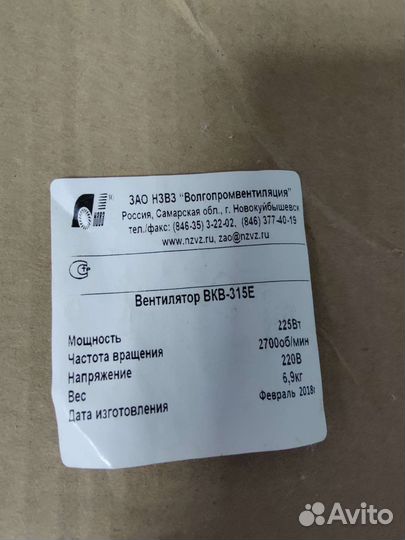 НЗВЗ
ЗАО НЗВЗ "Волгопромвентиляция"
Россия, Самарская обл., г. Новокуйбышевск
тел./факс: (846-35) 3-22-02, (846) 377-40-19
www.nzvz.ru, zao@nzvz.ru
Вентилятор ВКВ-315Е
Мощность 225Вт
Частота вращения 2700об/мин
Напряжение 220В
Вес 6,9кг
Дата изготовления Февраль 2018г
Avito